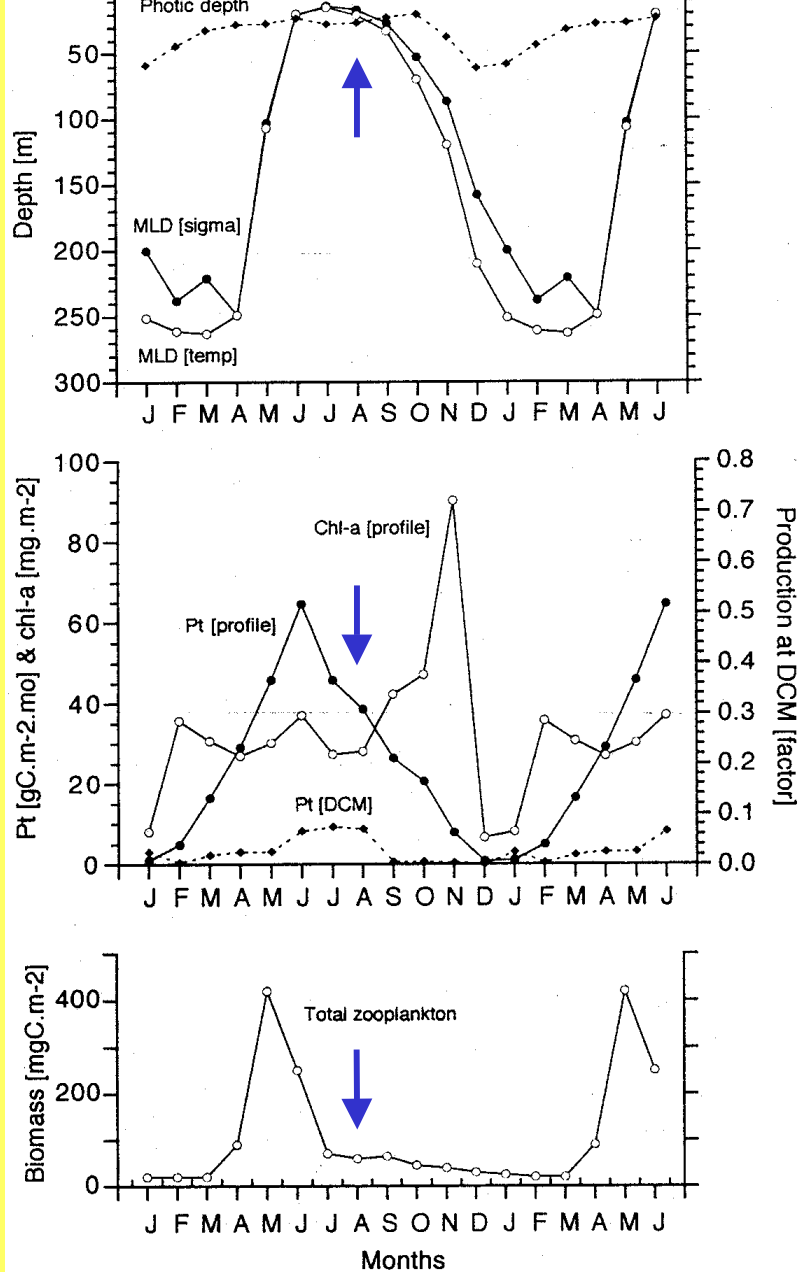 Photic depth
50
100
150
200
250
300
Depth [m]
MLD [sigma]
MLD [temp]
J F M A M J J A S O N D J F M A M J
100
80
60
40
20
0
Pt [gC.m-2.mo] & chl-a [mg.m-2]
Chl-a [profile]
Pt [profile]
Pt [DCM]
0.8
0.7
0.6
0.5
0.4
0.3
0.2
0.1
0.0
Production at DCM [factor]
J F M A M J J A S O N D J F M A M J
400
200
0
Biomass [mgC.m-2]
Total zooplankton
J F M A M J J A S O N D J F M A M J
Months